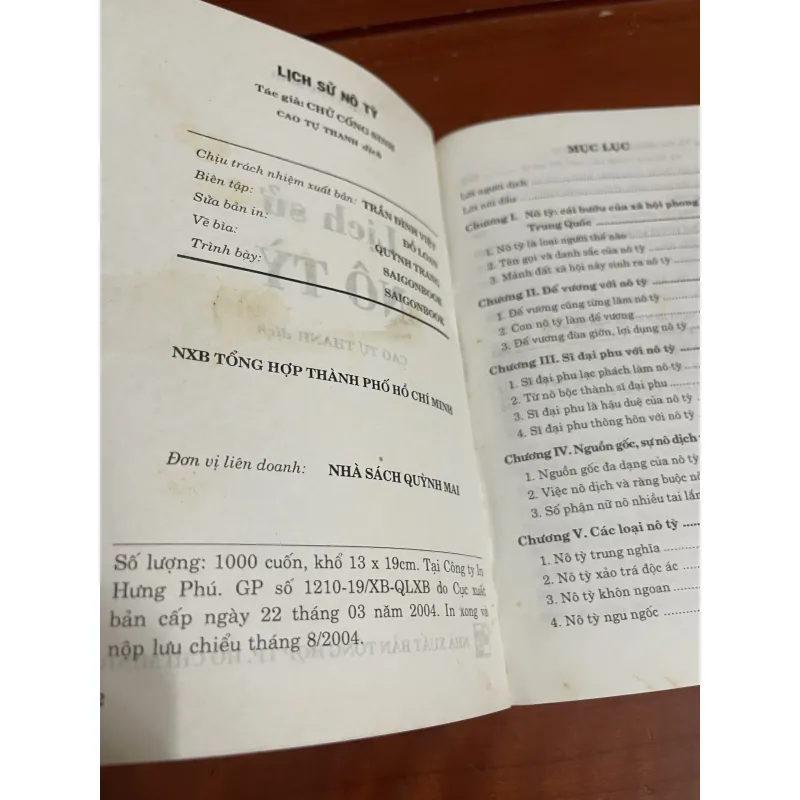 LỊCH SỬ NÔ TỲ
Tác giả: CHỬ CỐNG SINH
CAO TỰ THANH dịch
Chịu trách nhiệm xuất bản: TRẦN ĐÌNH VIỆT
Biên tập: ĐỖ LOAN
Sửa bản in: QUỲNH TRANG
Vẽ bìa: SAIGONBOOK
Trình bày: SAIGONBOOK
NXB TỔNG HỢP THÀNH PHỐ HỒ CHÍ MINH
Đơn vị liên doanh: NHÀ SÁCH QUỲNH MAI
Số lượng: 1000 cuốn, khổ 13 x 19cm. Tại Công ty In
Hưng Phú. GP số 1210-19/XB-QLXB do Cục xuất
bản cấp ngày 22 tháng 03 năm 2004. In xong và
nộp lưu chiểu tháng 8/2004.
2
MỤC LỤC
Lời người dịch
Lời nói đầu
Chương I. Nô tỳ: cái bướu của xã hội phong
Trung Quốc
1. Nô tỳ là loại người thế nào
2. Tên gọi và danh sắc của nô tỳ
3. Mảnh đất xã hội nảy sinh ra nô tỳ
Chương II. Đế vương với nô tỳ
1. Đế vương cũng từng làm nô tỳ
2. Con nô tỳ làm đế vương
3. Đế vương đùa giỡn, lợi dụng nô tỳ
Chương III. Sĩ đại phu với nô tỳ
1. Sĩ đại phu lạc phách làm nô tỳ
2. Từ nô bộc thành sĩ đại phu
3. Sĩ đại phu là hậu duệ của nô tỳ
4. Sĩ đại phu thông hôn với nô tỳ
Chương IV. Nguồn gốc, sự nô dịch
1. Nguồn gốc đa dạng của nô tỳ
2. Việc nô dịch và ràng buộc nô
3. Số phận nữ nô nhiều tai
Chương V. Các loại nô tỳ
1. Nô tỳ trung nghĩa
2. Nô tỳ xảo trá độc ác
3. Nô tỳ khôn ngoan
4. Nô tỳ ngu ngốc